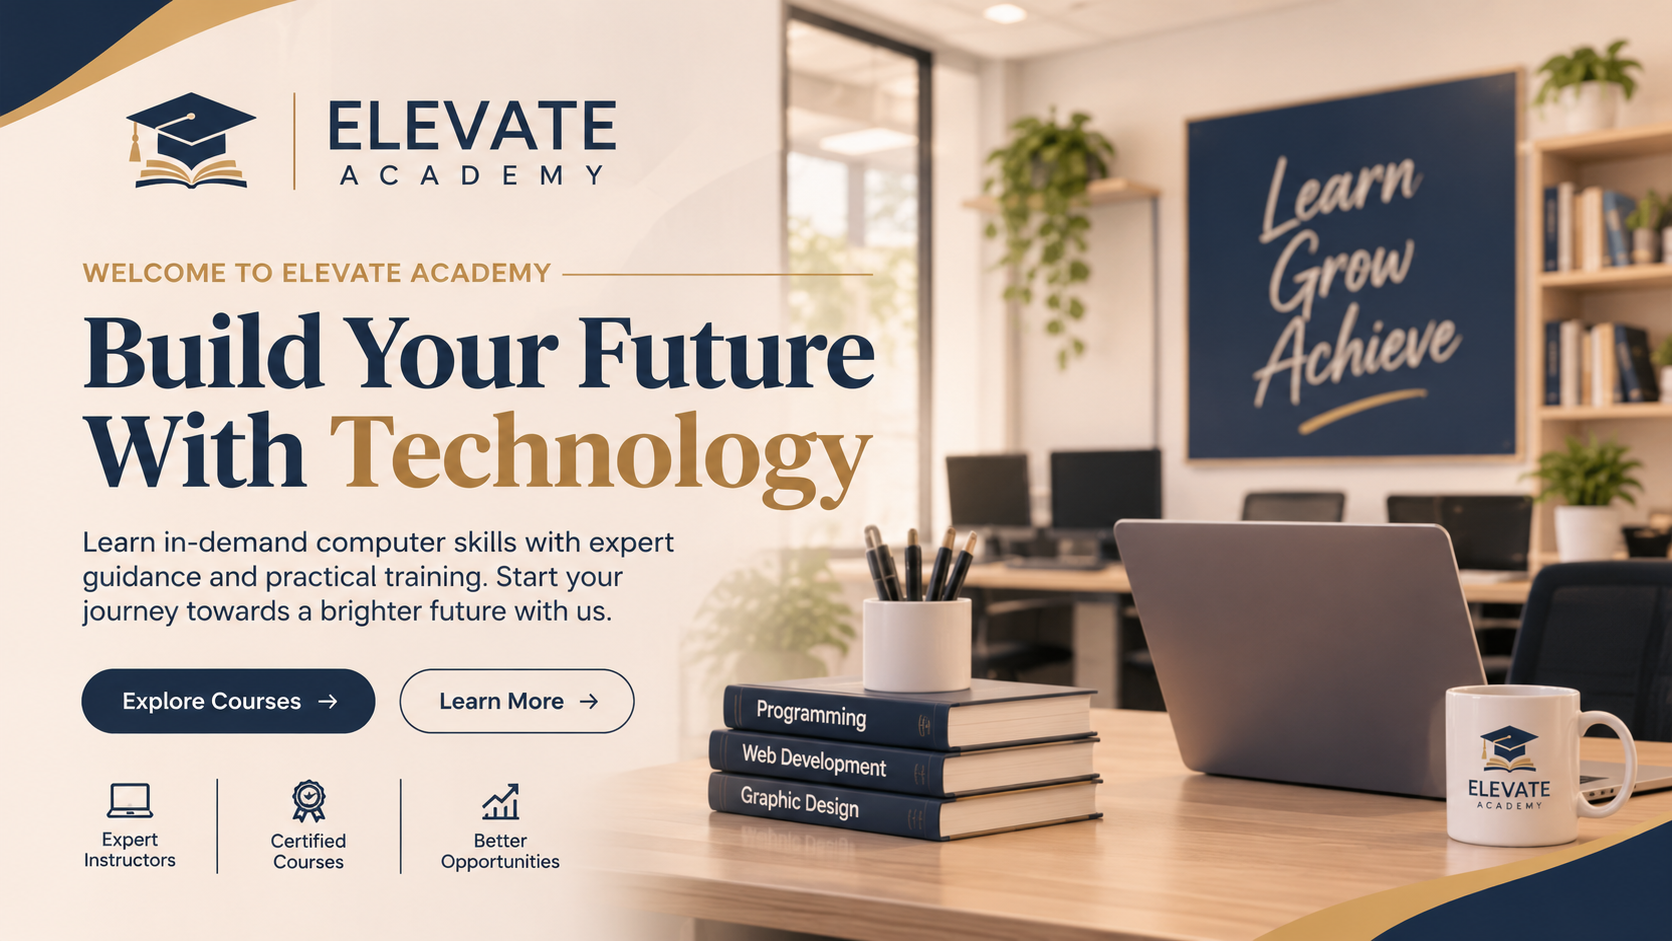 ELEVATE
ACADEMY
WELCOME TO ELEVATE ACADEMY
Build Your Future
With Technology
Learn in-demand computer skills with expert
guidance and practical training. Start your
journey towards a brighter future with us.
Explore Courses →
Learn More →
Expert
Instructors
Certified
Courses
Better
Opportunities
Learn
Grow
Achieve
Programming
Web Development
Graphic Design
ELEVATE
ACADEMY